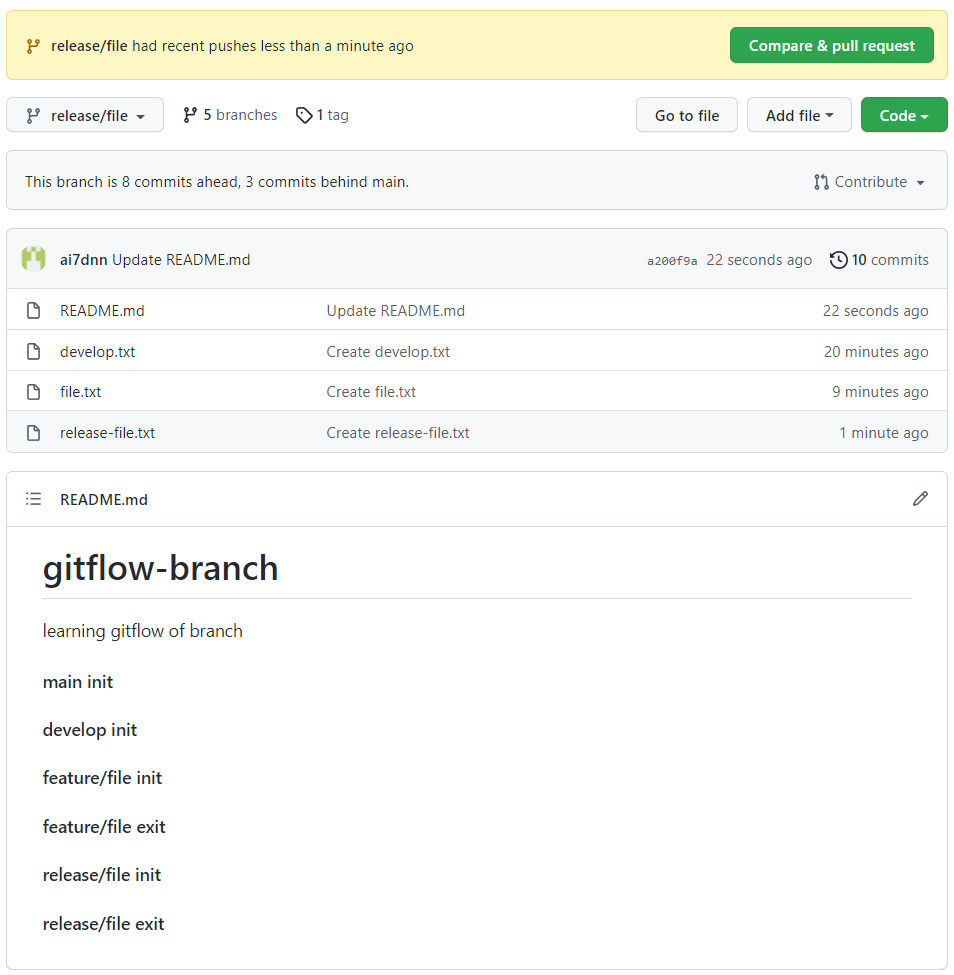 release/file had recent pushes less than a minute ago Compare & pull request
release/file 5 branches 1 tag Go to file Add file Code
This branch is 8 commits ahead, 3 commits behind main. Contribute
ai7dnn Update README.md a200f9a 22 seconds ago 10 commits
README.md Update README.md 22 seconds ago
develop.txt Create develop.txt 20 minutes ago
file.txt Create file.txt 9 minutes ago
release-file.txt Create release-file.txt 1 minute ago
README.md
gitflow-branch
learning gitflow of branch
main init
develop init
feature/file init
feature/file exit
release/file init
release/file exit